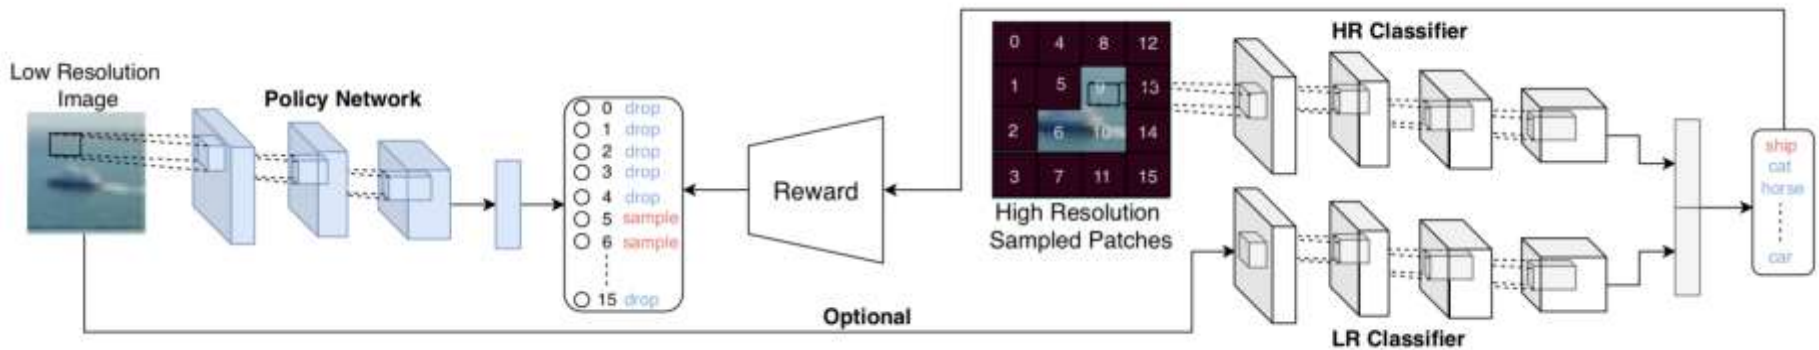 Low Resolution
Image
Policy Network
0 drop
1 drop
2 drop
3 drop
4 drop
5 sample
6 sample
15 drop
Reward
Optional
0 4 8 12
1 5 9 13
2 6 10 14
3 7 11 15
High Resolution
Sampled Patches
HR Classifier
LR Classifier
ship
cat
horse
car